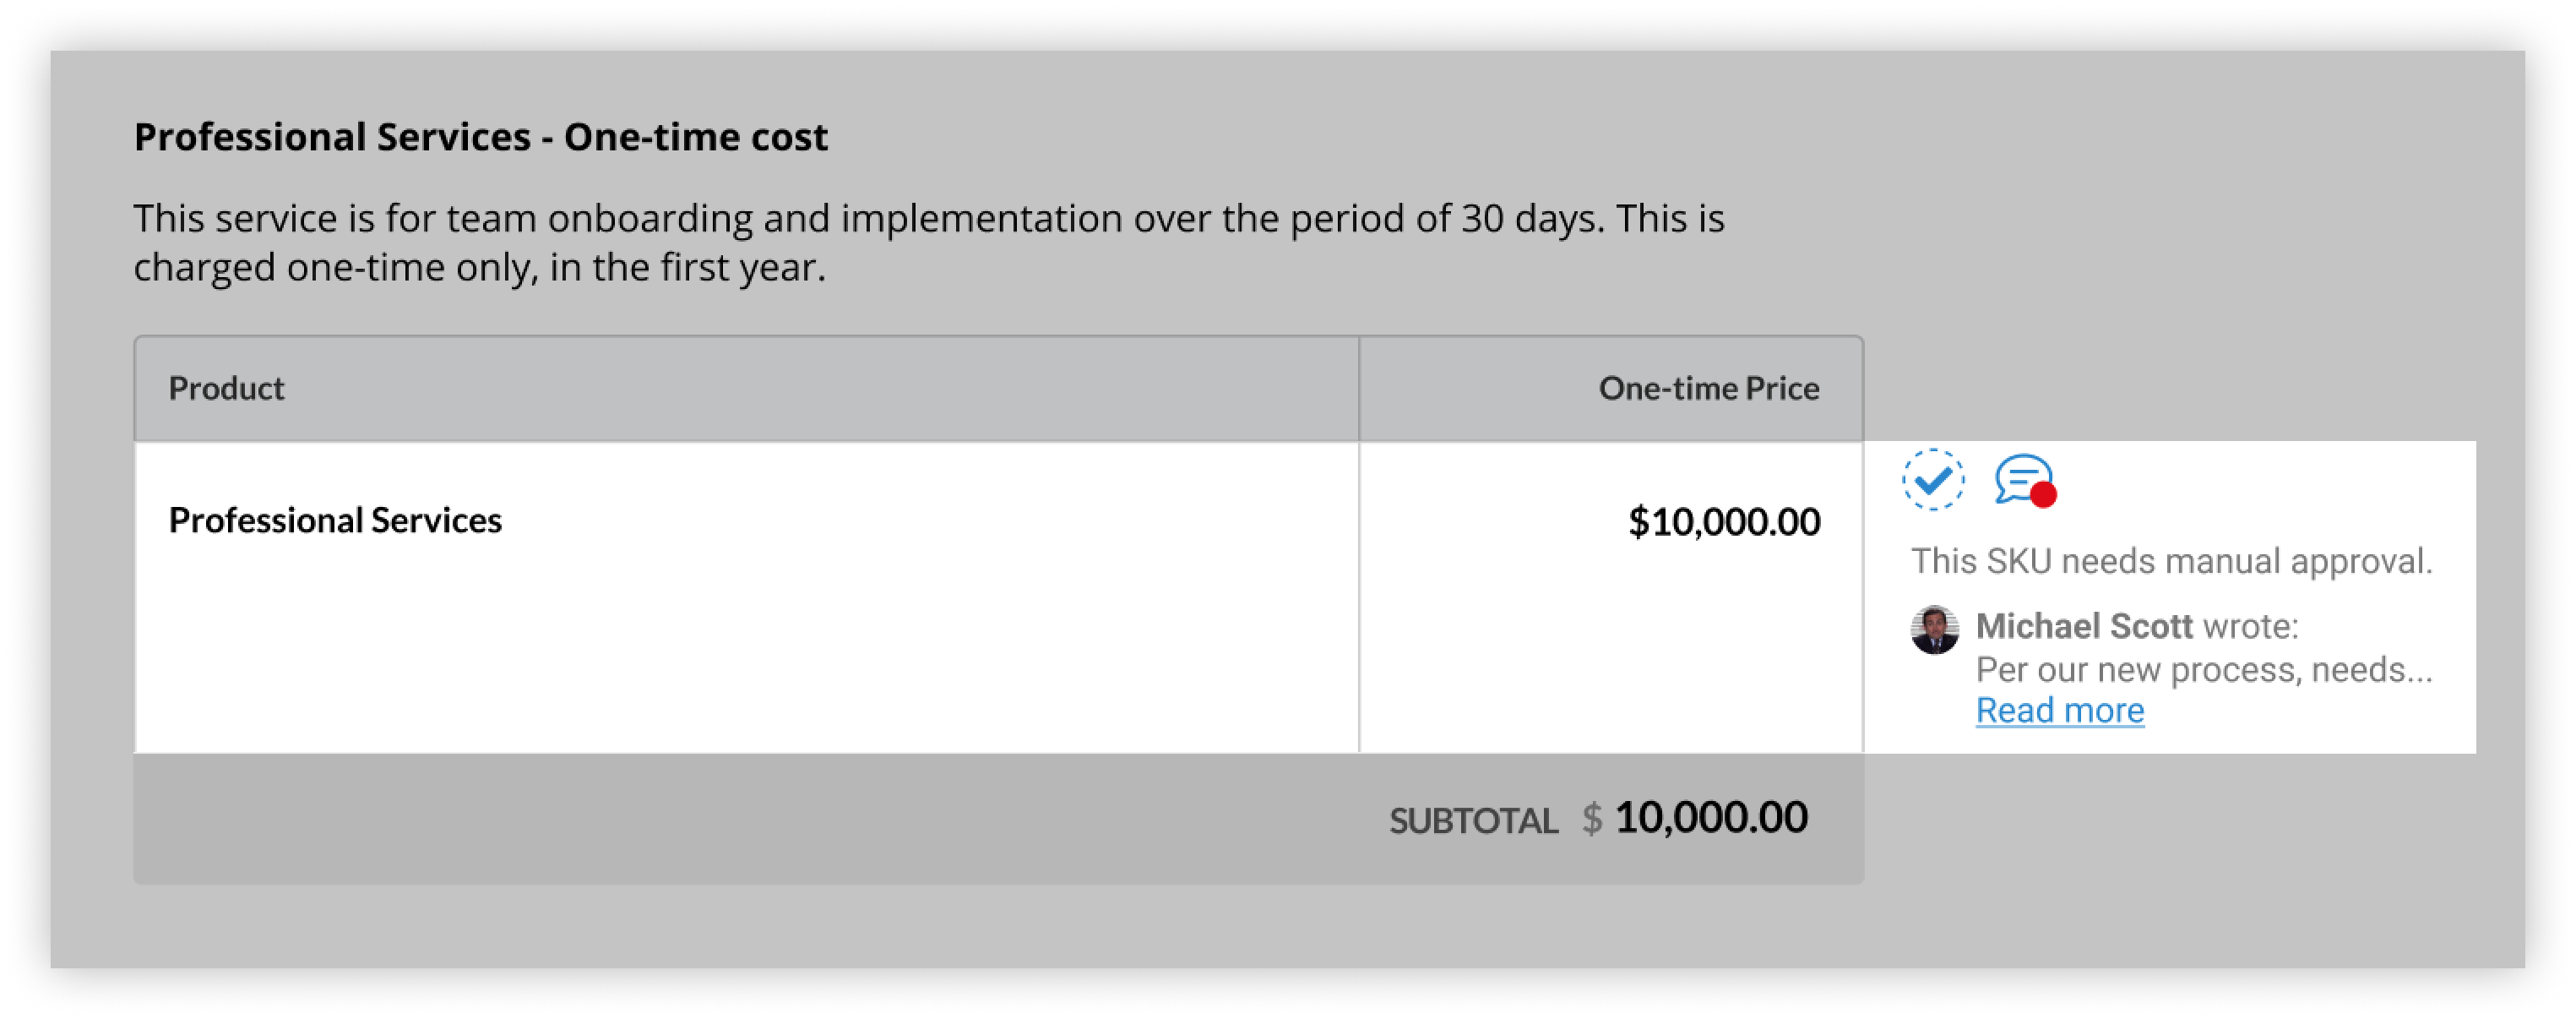 Professional Services - One-time cost
This service is for team onboarding and implementation over the period of 30 days. This is
charged one-time only, in the first year.
Product
One-time Price
Professional Services
$10,000.00
This SKU needs manual approval.
Michael Scott wrote:
Per our new process, needs...
Read more
SUBTOTAL $ 10,000.00